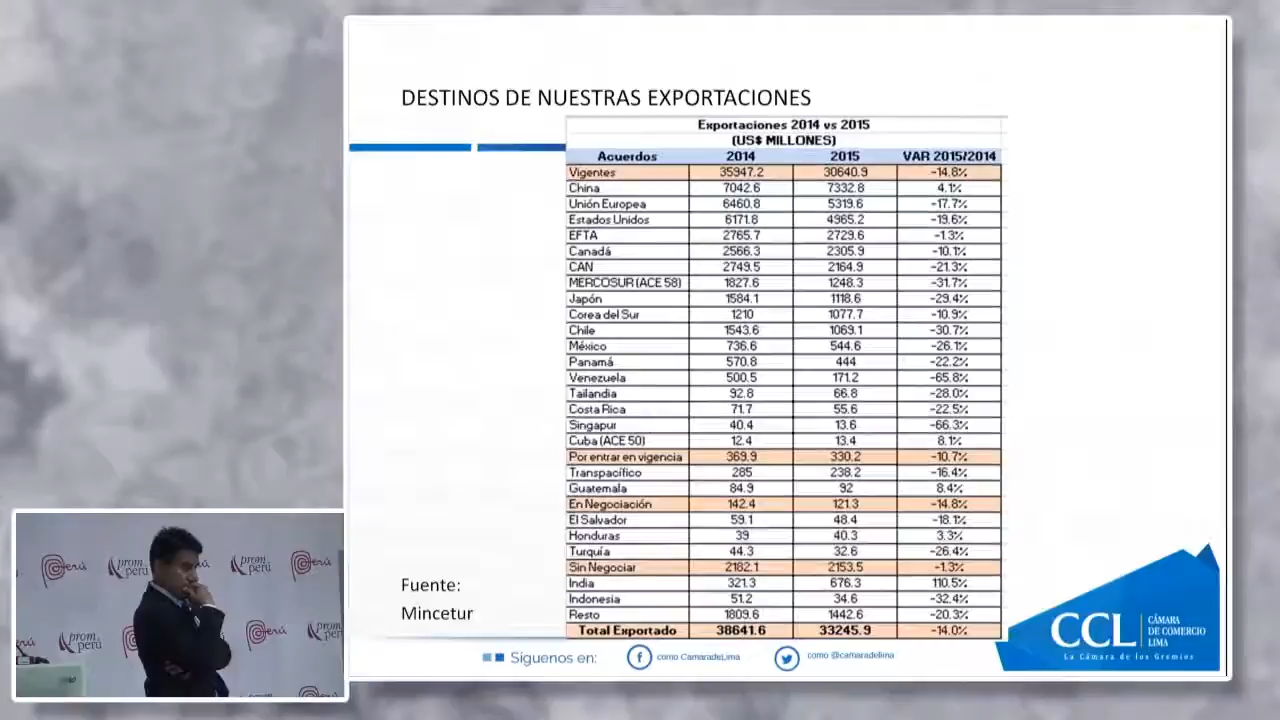 DESTINOS DE NUESTRAS EXPORTACIONES
Exportaciones 2014 vs 2015
(US$ MILLONES)
Acuerdos 2014 2015 VAR 2015/2014
Vigentes 35947.2 30640.9 -14.8%
China 7042.6 7332.8 4.1%
Unión Europea 6460.8 5319.6 -17.7%
Estados Unidos 6171.8 4965.2 -19.6%
EFTA 2765.7 2729.6 -1.3%
Canadá 2566.3 2305.9 -10.1%
CAN 2749.5 2164.9 -21.3%
MERCOSUR (ACE 58) 1827.6 1248.3 -31.7%
Japón 1584.1 1118.6 -29.4%
Corea del Sur 1210 1077.7 -10.9%
Chile 1543.6 1069.1 -30.7%
México 736.6 544.6 -26.1%
Panamá 570.8 444 -22.2%
Venezuela 500.5 171.2 -65.8%
Tailandia 92.8 66.8 -28.0%
Costa Rica 71.7 55.6 -22.5%
Singapur 40.4 13.6 -66.3%
Cuba (ACE 50) 12.4 13.4 8.1%
Por entrar en vigencia 369.9 330.2 -10.7%
Transpacífico 285 238.2 -16.4%
Guatemala 84.9 92 8.4%
En Negociación 142.4 121.3 -14.8%
El Salvador 59.1 48.4 -18.1%
Honduras 39 40.3 3.3%
Turquía 44.3 32.6 -26.4%
Sin Negociar 2182.1 2153.5 -1.3%
India 321.3 676.3 110.5%
Indonesia 51.2 34.6 -32.4%
Resto 1809.6 1442.6 -20.3%
Total Exportado 38641.6 33245.9 -14.0%
Fuente:
Mincetur
Síguenos en: como CamaradeLima como @camaradelima
CCL CÁMARA
DE COMERCIO
LIMA
La Cámara de los Gremios
Perú
prom
perú
prom
perú
Perú
prom
perú
Perú
prom